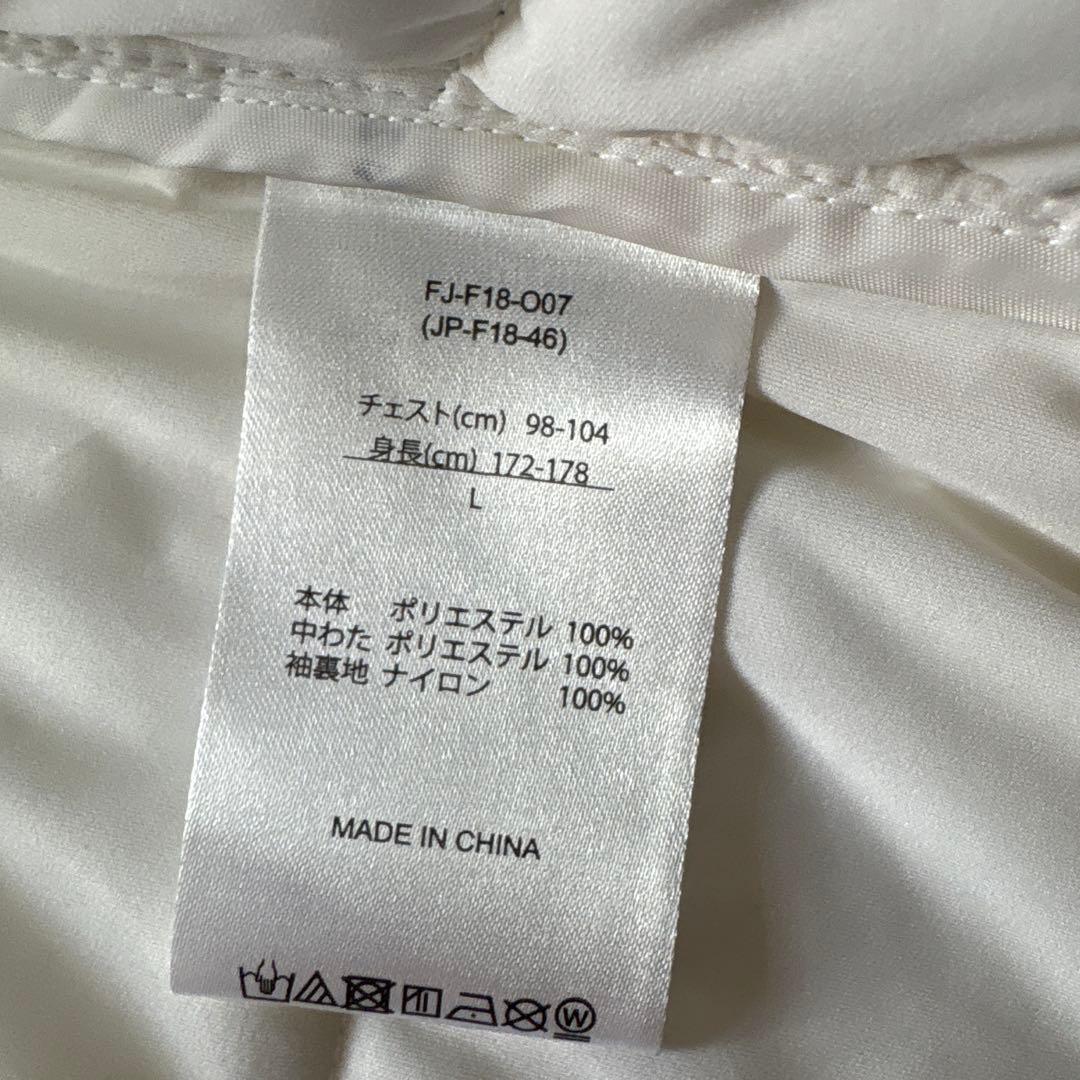 FJ-F18-O07
(JP-F18-46)
チェスト(cm) 98-104
身長(cm) 172-178
L
本体 ポリエステル 100%
中わた ポリエステル 100%
袖裏地 ナイロン 100%
MADE IN CHINA
W